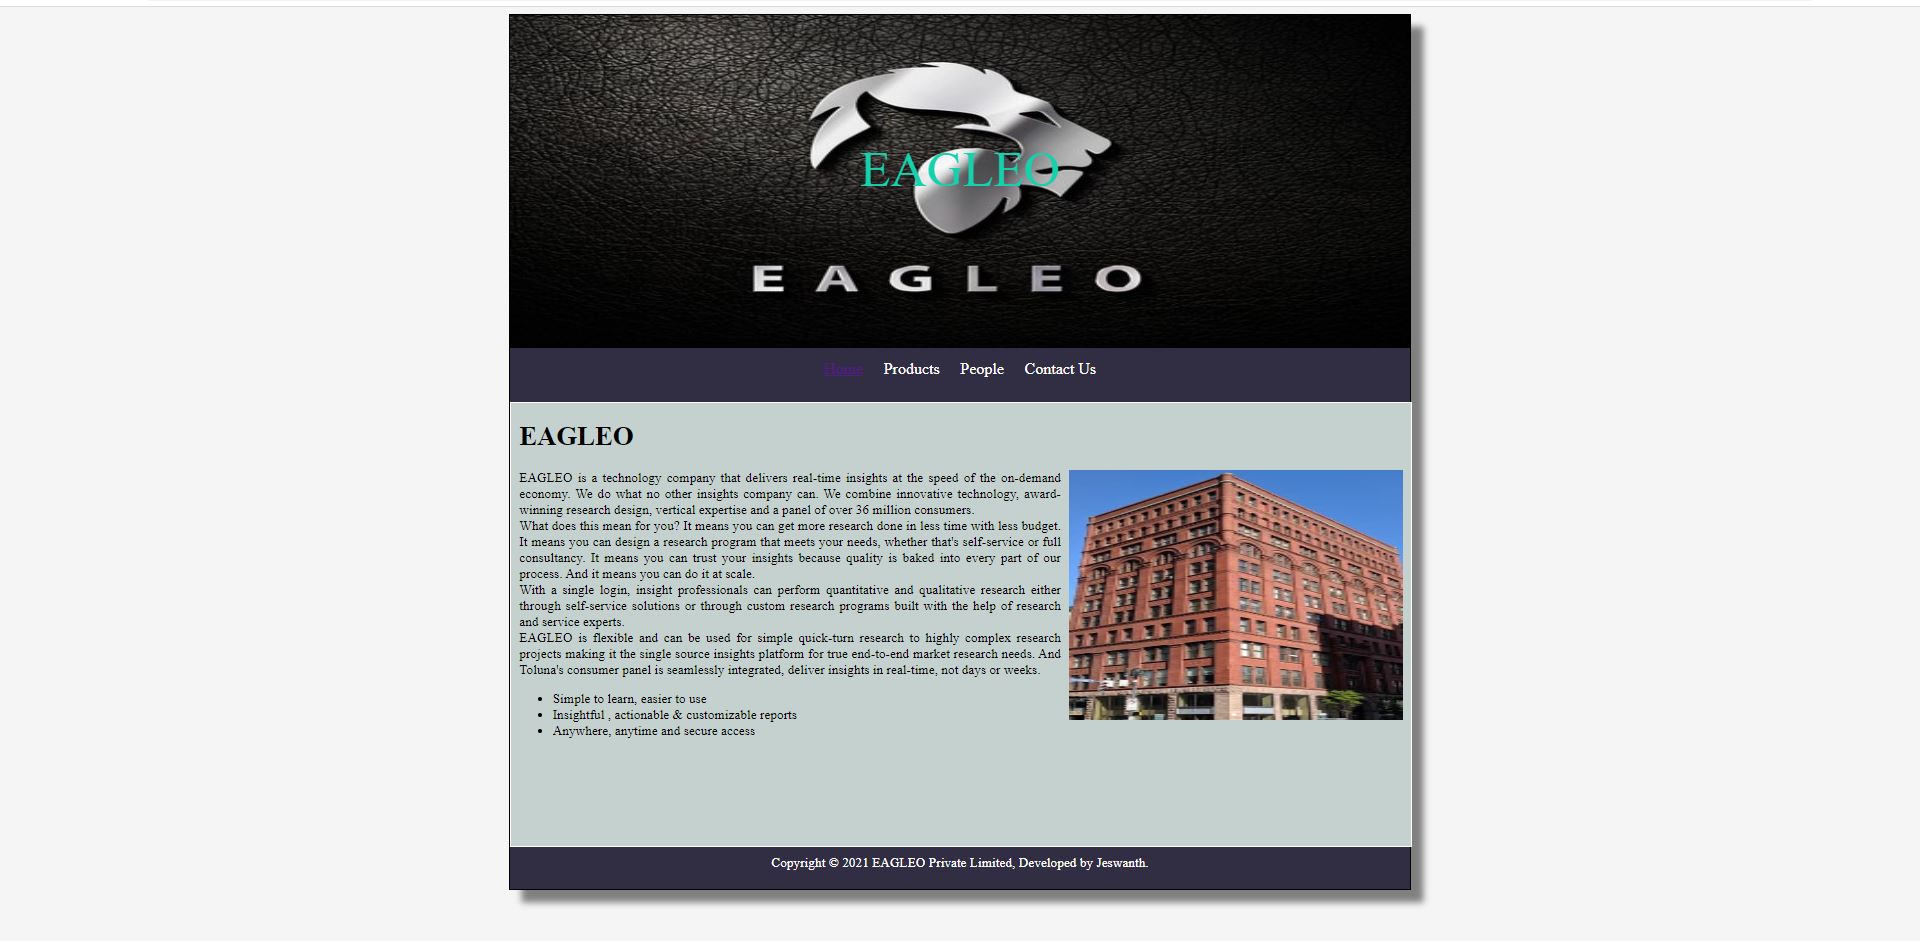 EAGLEO
EAGLEO
Home Products People Contact Us
EAGLEO
EAGLEO is a technology company that delivers real-time insights at the speed of the on-demand
economy. We do what no other insights company can. We combine innovative technology, award-
winning research design, vertical expertise and a panel of over 36 million consumers.
What does this mean for you? It means you can get more research done in less time with less budget.
It means you can design a research program that meets your needs, whether that's self-service or full
consultancy. It means you can trust your insights because quality is baked into every part of our
process. And it means you can do it at scale.
With a single login, insight professionals can perform quantitative and qualitative research either
through self-service solutions or through custom research programs built with the help of research
and service experts.
EAGLEO is flexible and can be used for simple quick-turn research to highly complex research
projects making it the single source insights platform for true end-to-end market research needs. And
Toluna's consumer panel is seamlessly integrated, deliver insights in real-time, not days or weeks.
• Simple to learn, easier to use
• Insightful , actionable & customizable reports
• Anywhere, anytime and secure access
Copyright © 2021 EAGLEO Private Limited, Developed by Jeswanth.